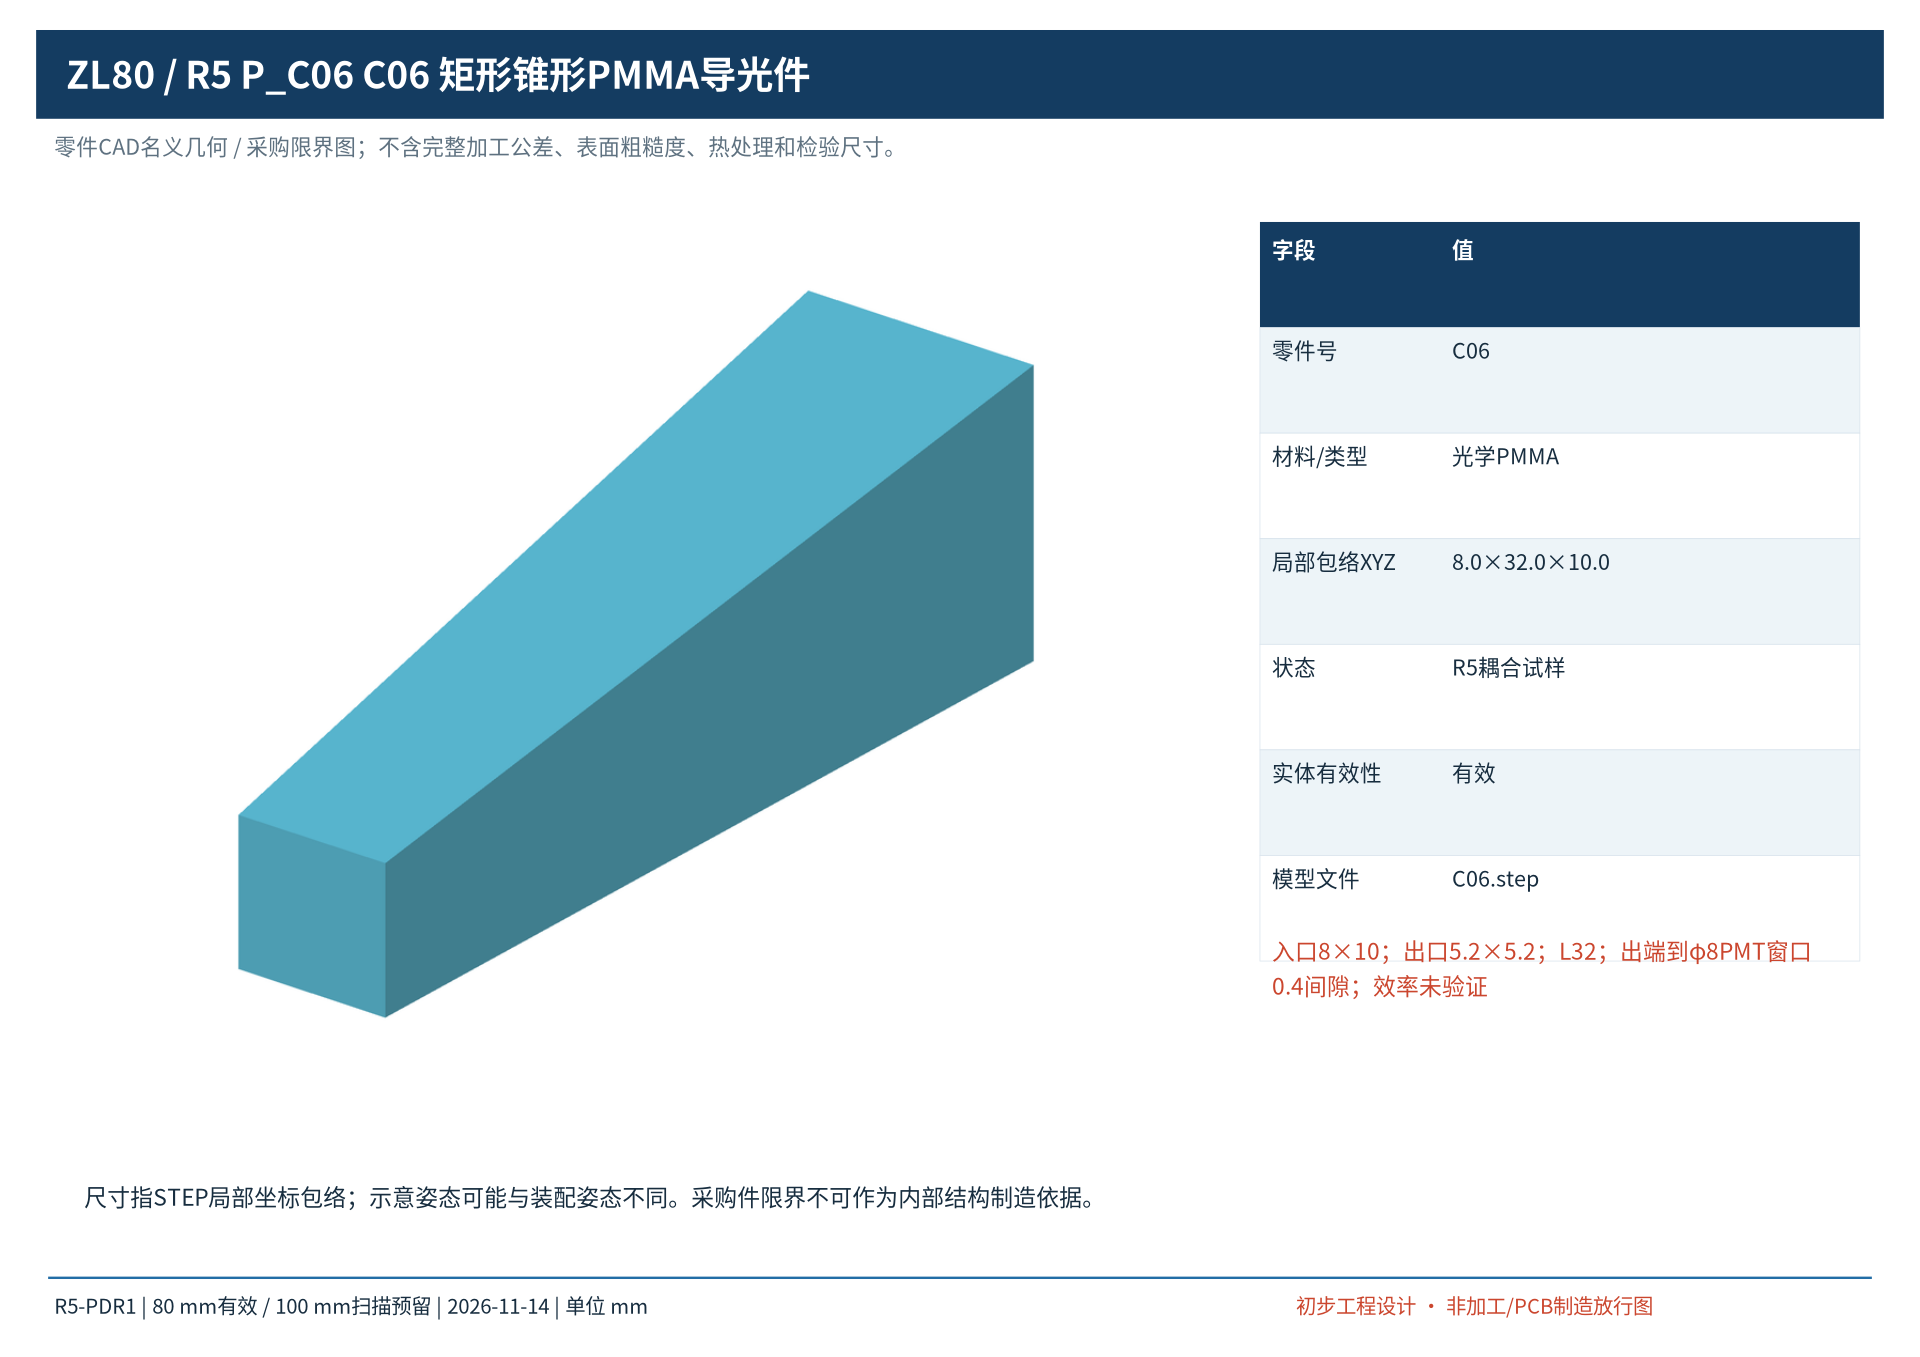 ZL80 / R5 P_C06 C06 矩形锥形PMMA导光件
零件CAD名义几何 / 采购限界图；不含完整加工公差、表面粗糙度、热处理和检验尺寸。
字段 值
零件号 C06
材料/类型 光学PMMA
局部包络XYZ 8.0×32.0×10.0
状态 R5耦合试样
实体有效性 有效
模型文件 C06.step
入口8×10；出口5.2×5.2；L32；出端到φ8PMT窗口
0.4间隙；效率未验证
尺寸指STEP局部坐标包络；示意姿态可能与装配姿态不同。采购件限界不可作为内部结构制造依据。
R5-PDR1 | 80 mm有效 / 100 mm扫描预留 | 2026-11-14 | 单位 mm
初步工程设计 · 非加工/PCB制造放行图